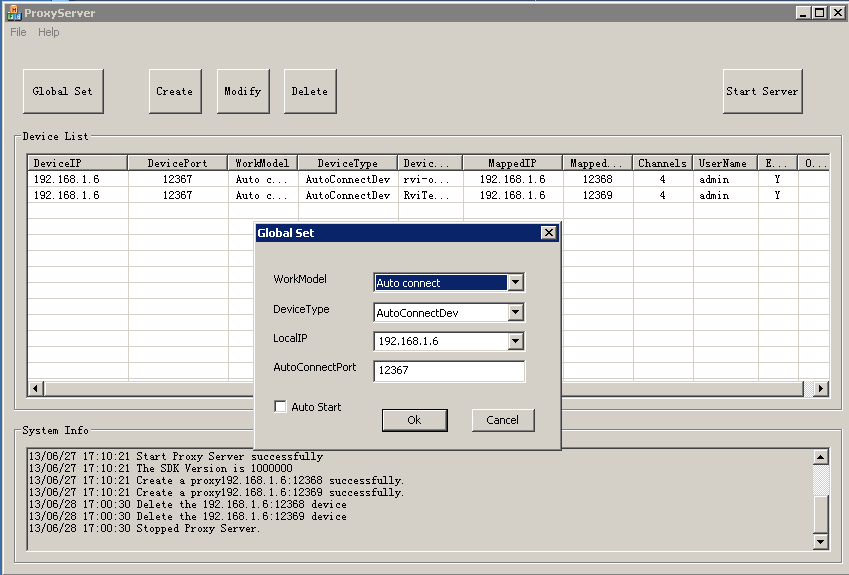 ProxyServer
File Help
Global Set Create Modify Delete Start Server
Device List
DeviceIP DevicePort WorkModel DeviceType Devic... MappedIP Mapped... Channels UserName E... O...
192.168.1.6 12367 Auto c... AutoConnectDev rvi-o... 192.168.1.6 12368 4 admin Y
192.168.1.6 12367 Auto c... AutoConnectDev RviTe... 192.168.1.6 12369 4 admin Y
Global Set
WorkModel Auto connect
DeviceType AutoConnectDev
LocalIP 192.168.1.6
AutoConnectPort 12367
Auto Start
Ok Cancel
System Info
13/06/27 17:10:21 Start Proxy Server successfully
13/06/27 17:10:21 The SDK Version is 1000000
13/06/27 17:10:21 Create a proxy192.168.1.6:12368 successfully.
13/06/27 17:10:21 Create a proxy192.168.1.6:12369 successfully.
13/06/28 17:00:30 Delete the 192.168.1.6:12368 device
13/06/28 17:00:30 Delete the 192.168.1.6:12369 device
13/06/28 17:00:30 Stopped Proxy Server.